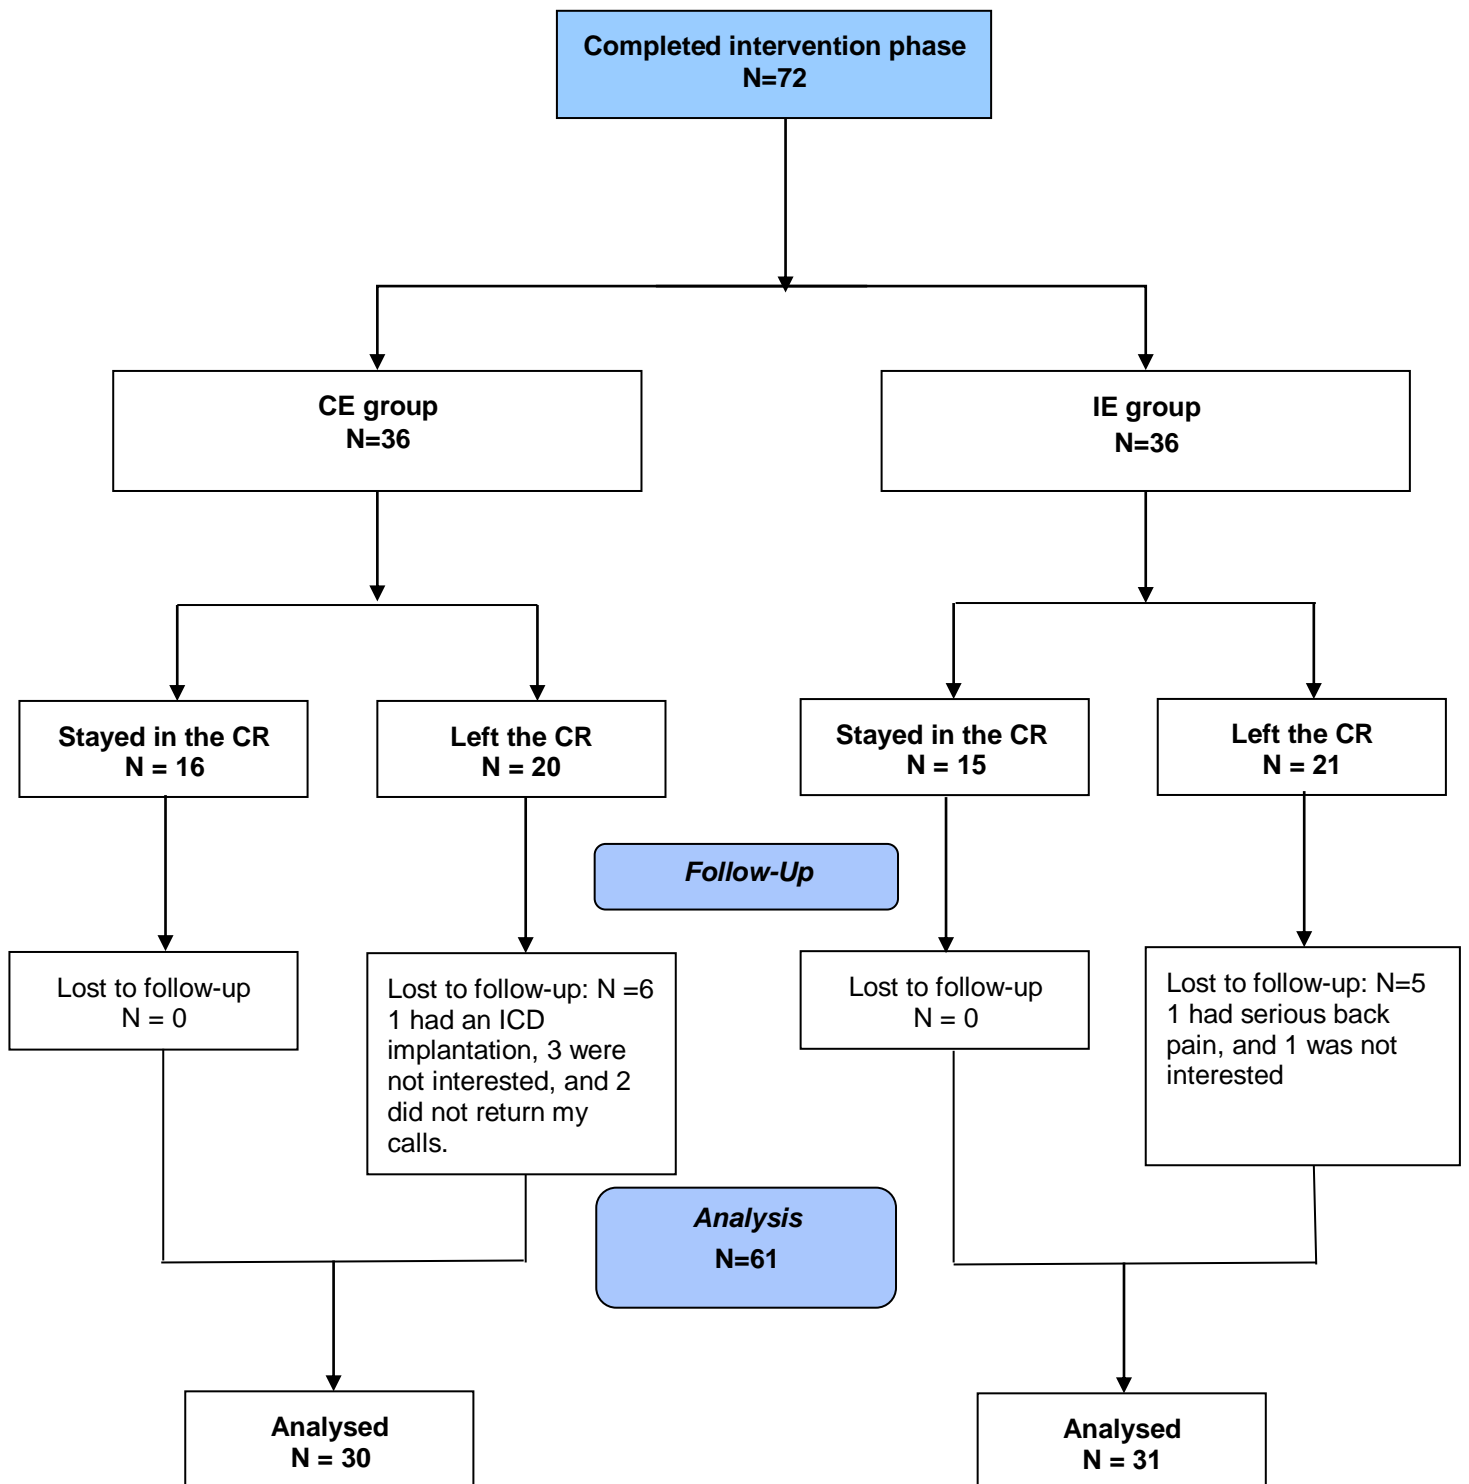 Completed intervention phase
N=72
CE group
N=36
IE group
N=36
Stayed in the CR
N = 16
Left the CR
N = 20
Stayed in the CR
N = 15
Left the CR
N = 21
Follow-Up
Lost to follow-up
N = 0
Lost to follow-up: N =6
1 had an ICD
implantation, 3 were
not interested, and 2
did not return my
calls.
Lost to follow-up
N = 0
Lost to follow-up: N=5
1 had serious back
pain, and 1 was not
interested
Analysis
N=61
Analysed
N = 30
Analysed
N = 31